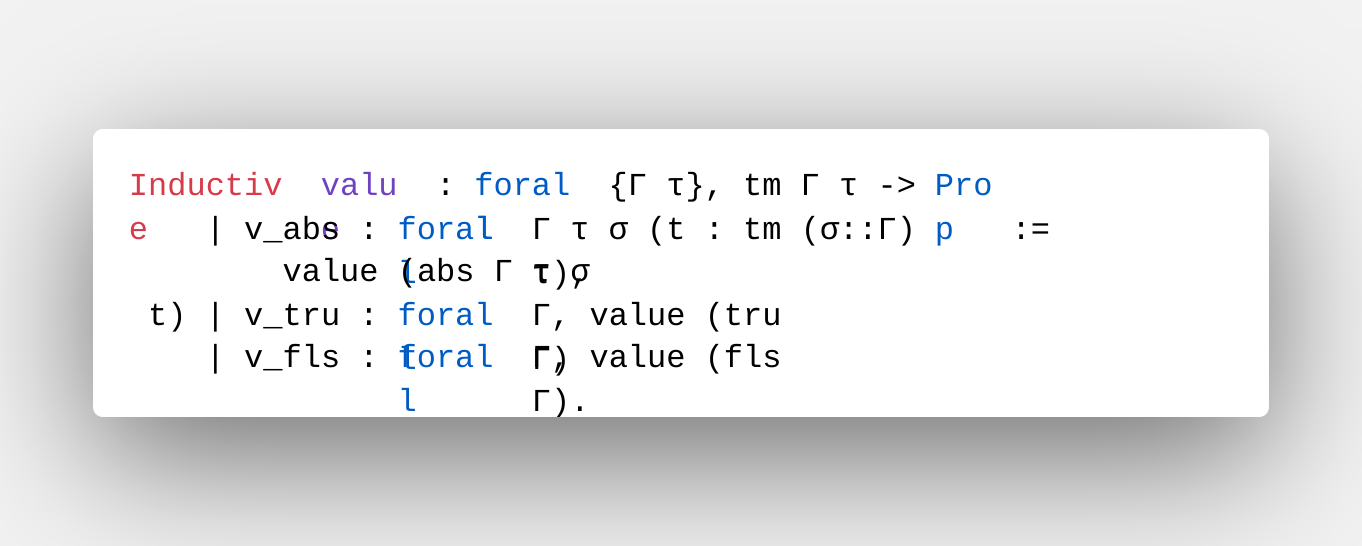 Inductive value : forall {Γ τ}, tm Γ τ -> Prop :=
| v_abs : forall Γ τ σ (t : tm (σ::Γ) τ),
value (abs Γ τ σ t)
| v_tru : forall Γ, value (tru Γ)
| v_fls : forall Γ, value (fls Γ).